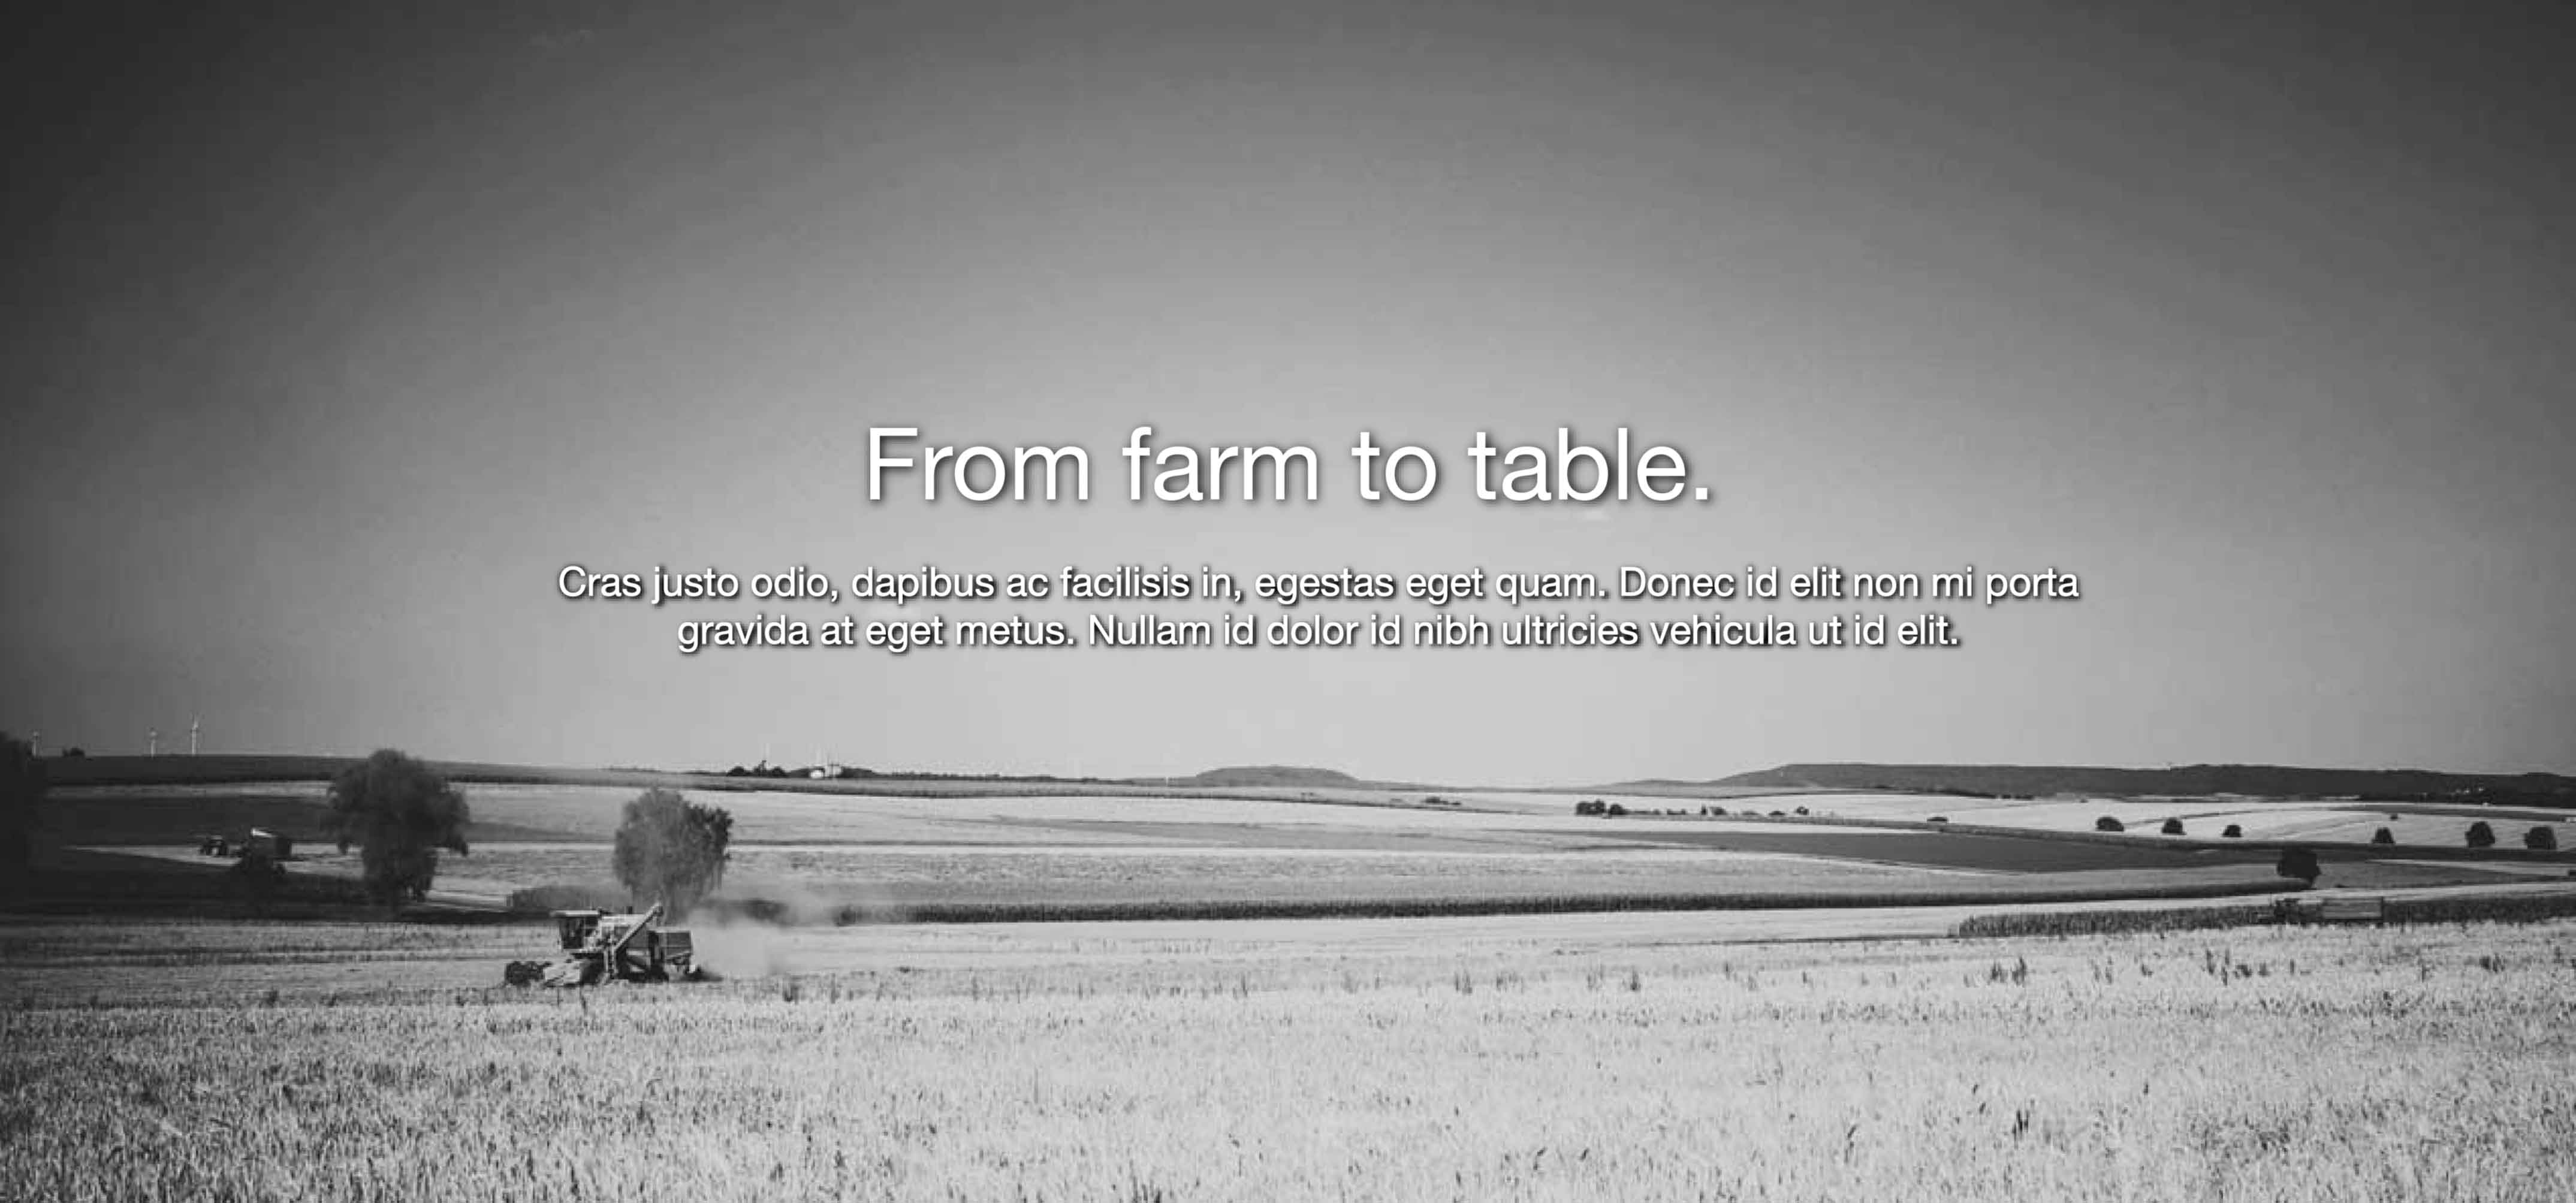 From farm to table.
Cras justo odio, dapibus ac facilisis in, egestas eget quam. Donec id elit non mi porta
gravida at eget metus. Nullam id dolor id nibh ultricies vehicula ut id elit.